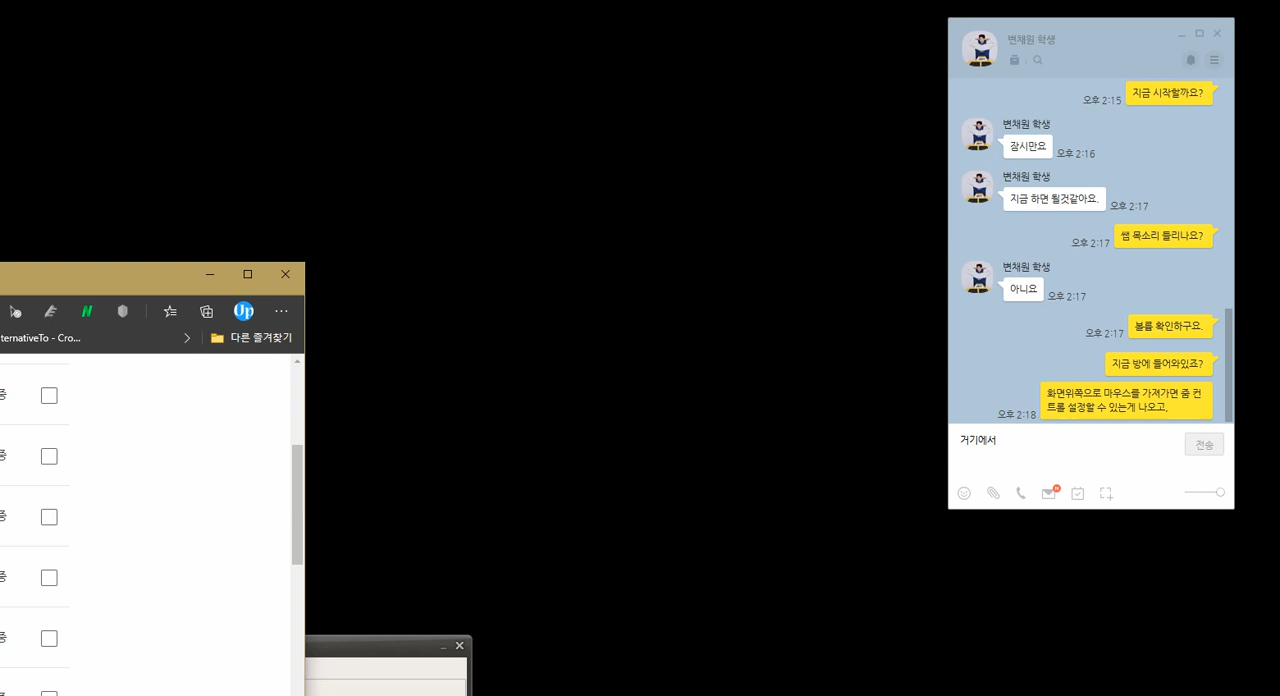 변채원 학생
지금 시작할까요?
오후 2:15
변채원 학생
잠시만요
오후 2:16
변채원 학생
지금 하면 될것같아요.
오후 2:17
쌤 목소리 들리나요?
오후 2:17
변채원 학생
아니요
오후 2:17
볼륨 확인하구요.
오후 2:17
지금 방에 들어와있죠?
화면위쪽으로 마우스를 가져가면 줌 컨
트롤 설정할 수 있는게 나오고,
오후 2:18
거기에서
전송
Up
ternativeTo - Cro...
다른 즐겨찾기
중
중
중
중
중